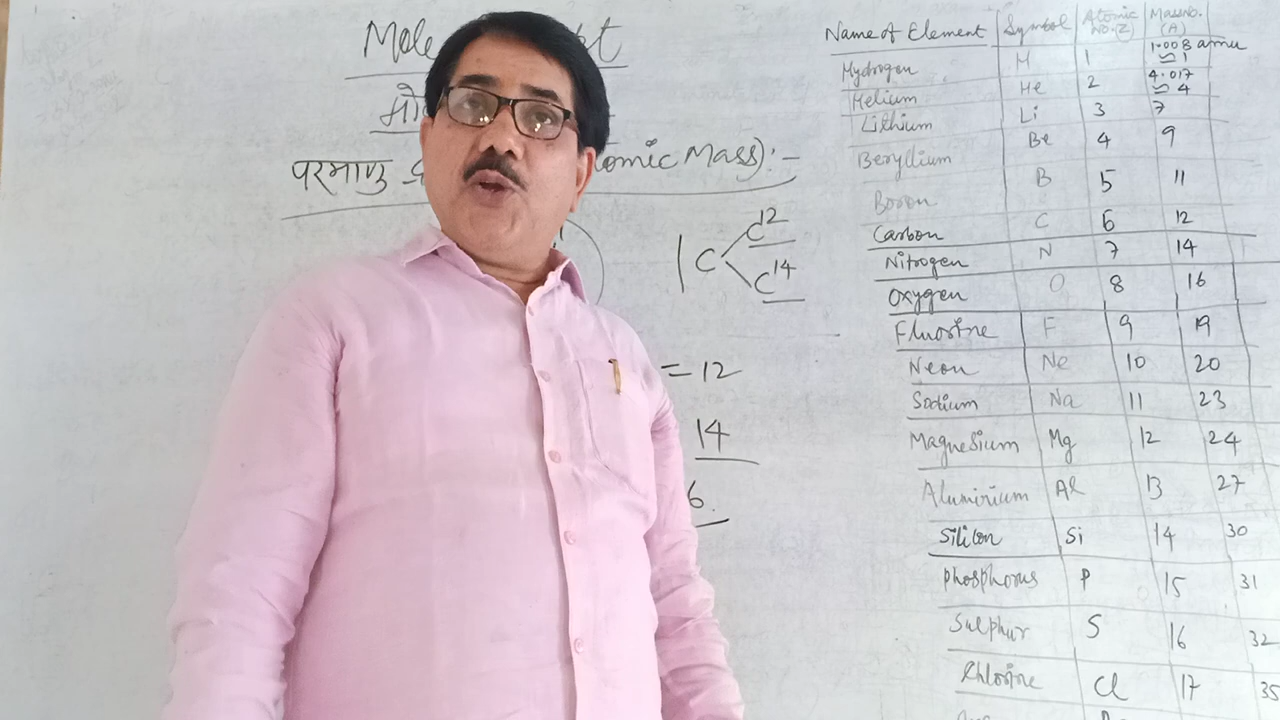 Mole
मो
परमाणु
omic Mass):-
C C12
C14
= 12
14
6
Name of Element Symbol Atomic No.(Z) Mass No. (A)
Hydrogen H 1 1.008 amu ≃ 1
Helium He 2 4.017 ≃ 4
Lithium Li 3 7
Beryllium Be 4 9
Boron B 5 11
Carbon C 6 12
Nitrogen N 7 14
Oxygen O 8 16
Fluorine F 9 19
Neon Ne 10 20
Sodium Na 11 23
Magnesium Mg 12 24
Aluminium Al 13 27
Silicon Si 14 30
Phosphorus P 15 31
Sulphur S 16 32
Chlorine Cl 17 35